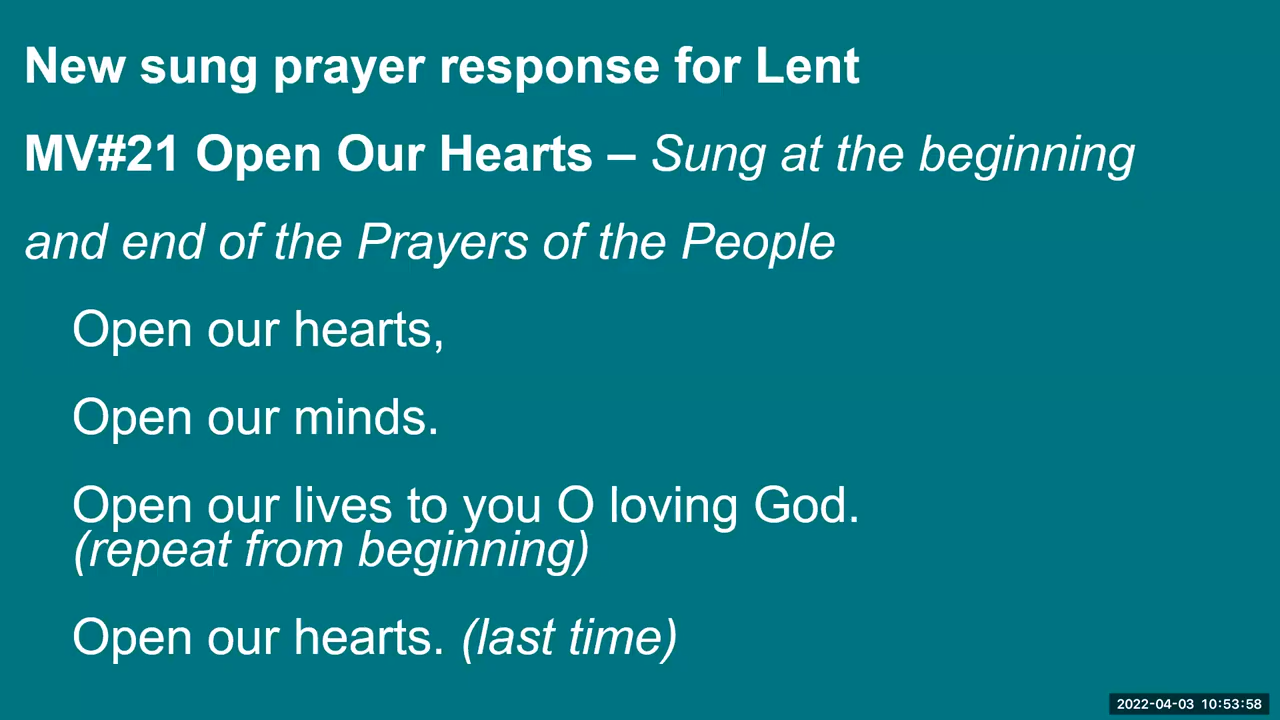 New sung prayer response for Lent
MV#21 Open Our Hearts – Sung at the beginning
and end of the Prayers of the People
Open our hearts,
Open our minds.
Open our lives to you O loving God.
(repeat from beginning)
Open our hearts. (last time)
2022-04-03 10:53:58